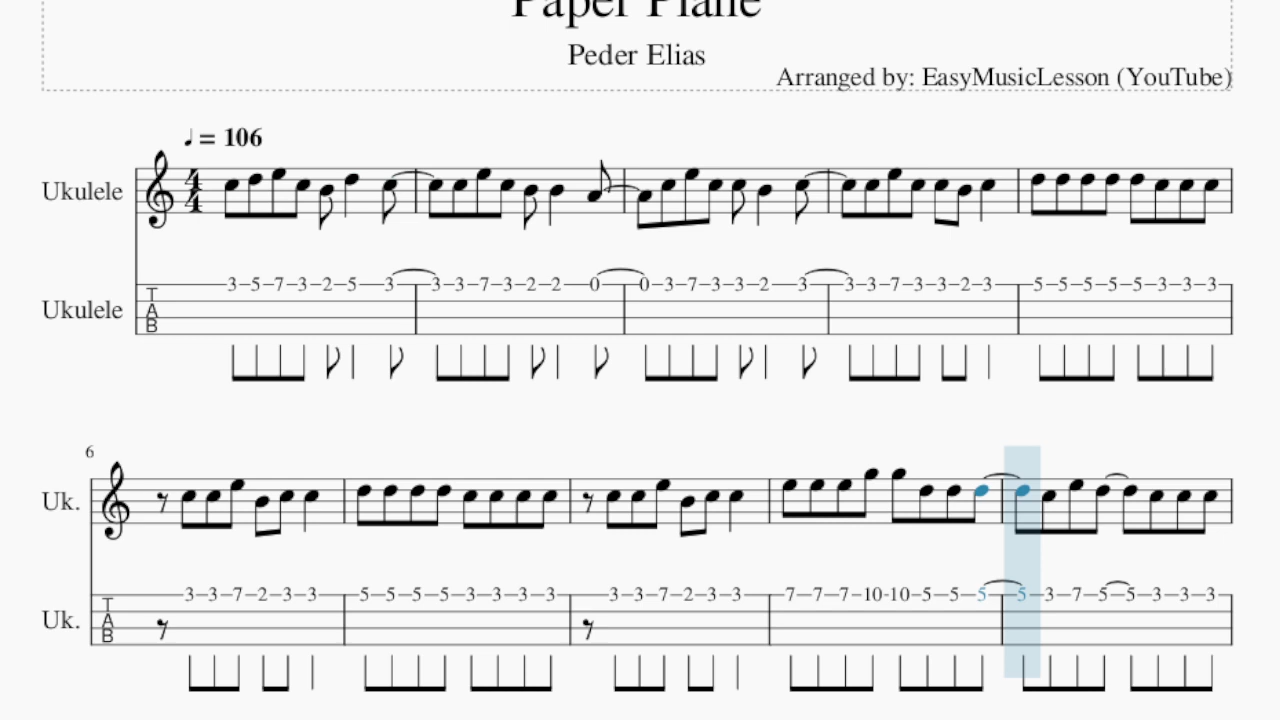 Paper Plane
Peder Elias
Arranged by: EasyMusicLesson (YouTube)
♩ = 106
Ukulele
4
4
Ukulele
T
A
B
3 5 7 3 2 5 3 3 3 7 3 2 2 0 0 3 7 3 3 2 3 3 3 7 3 3 2 3 5 5 5 5 5 3 3 3
6
Uk.
Uk.
T
A
B
3 3 7 2 3 3 5 5 5 5 3 3 3 3 3 3 7 2 3 3 7 7 7 10 10 5 5 5 5 3 7 5 5 3 3 3